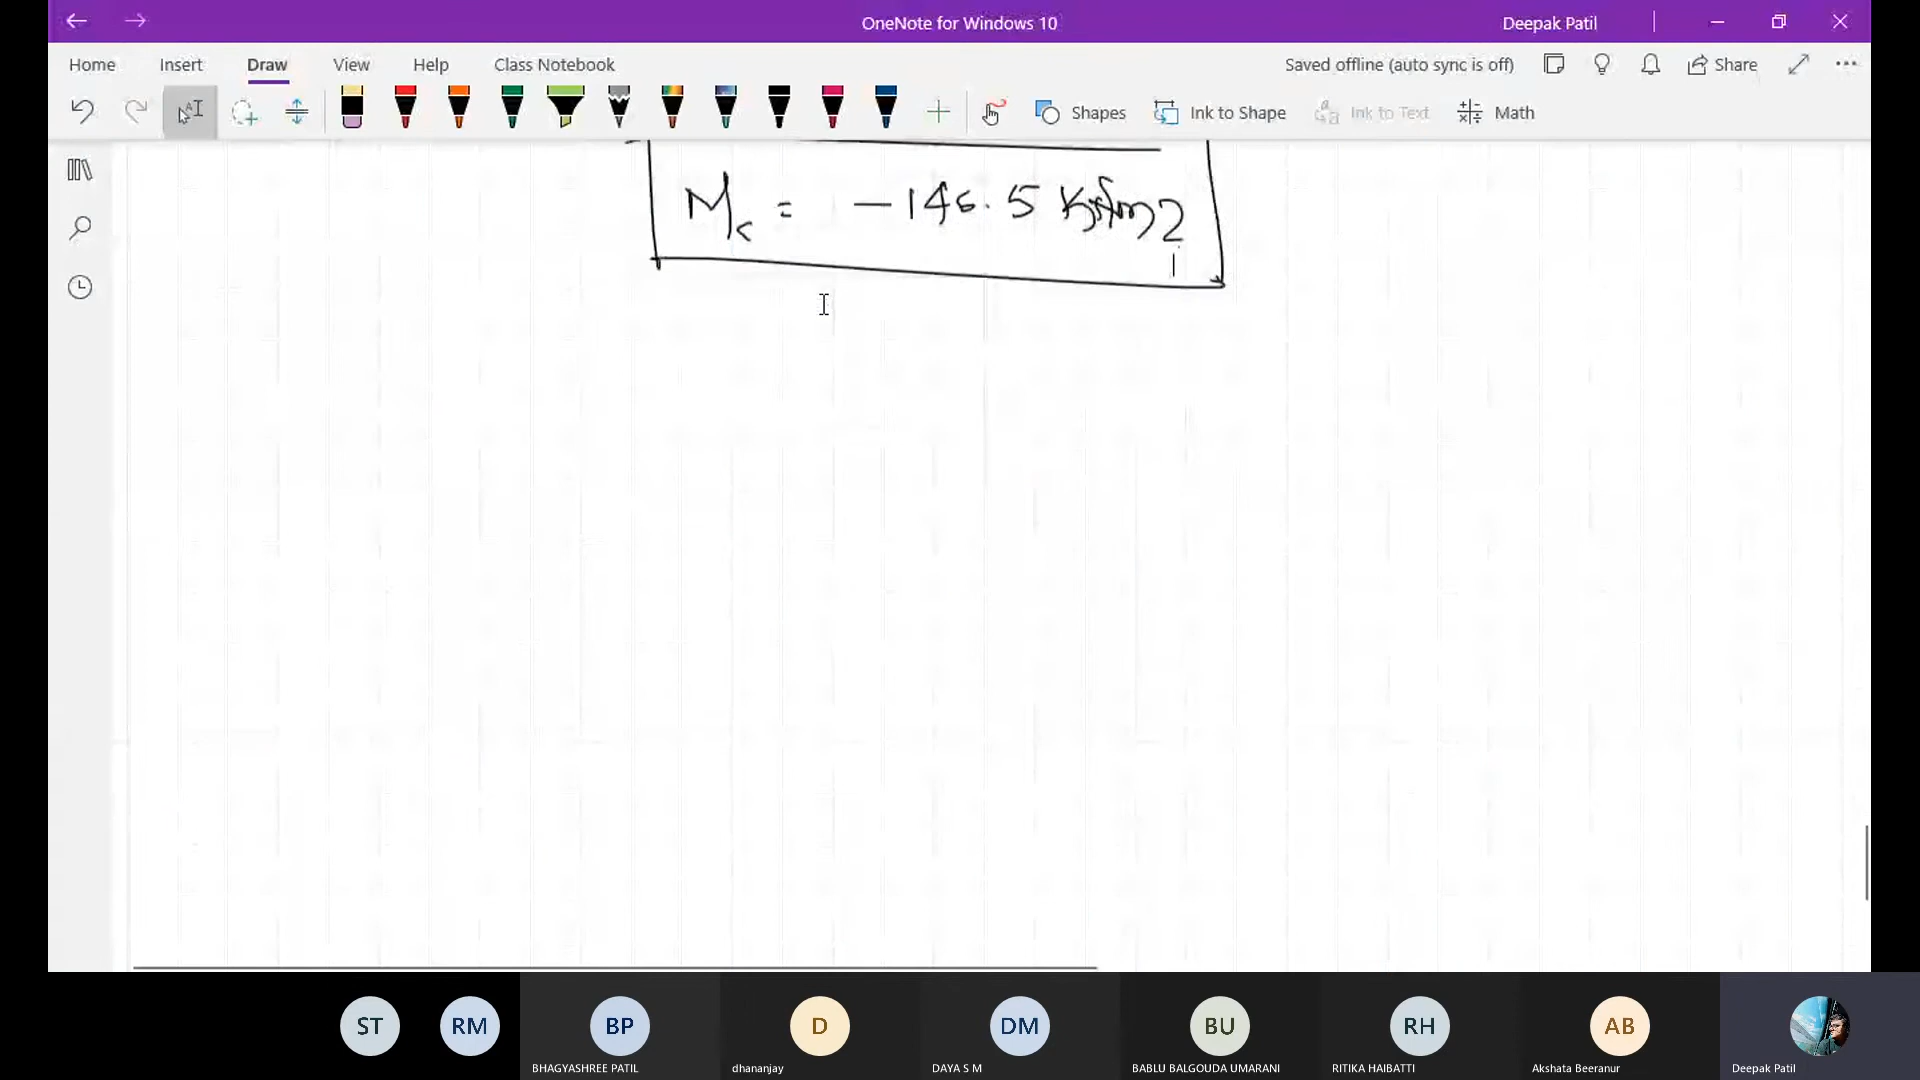 OneNote for Windows 10
Deepak Patil
Home Insert Draw View Help Class Notebook
Saved offline (auto sync is off)
Share
Shapes Ink to Shape Ink to Text Math
Mc = - 146.5
ST RM BP D DM BU RH AB
BHAGYASHREE PATIL dhananjay DAYA S M BABLU BALGOUDA UMARANI RITIKA HAIBATTI Akshata Beeranur Deepak Patil